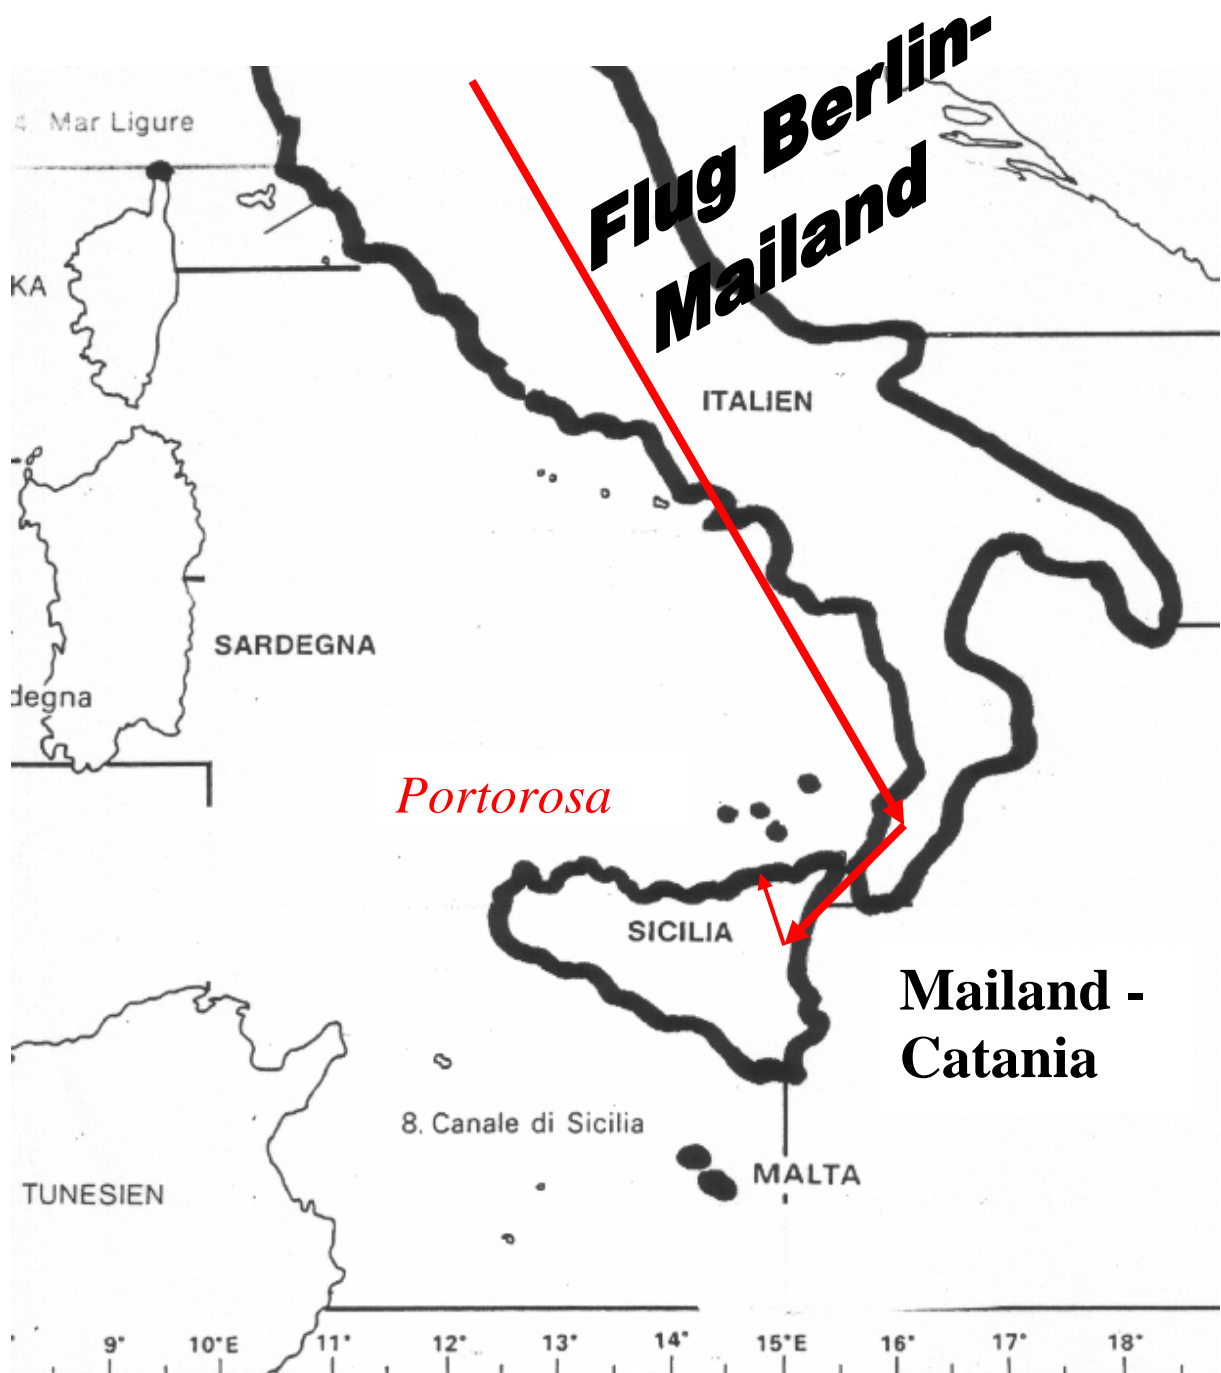 Flug Berlin-
Mailand
4. Mar Ligure
KA
ITALIEN
SARDEGNA
degna
Portorosa
SICILIA
Mailand -
Catania
8. Canale di Sicilia
MALTA
TUNESIEN
9° 10°E 11° 12° 13° 14° 15°E 16° 17° 18°